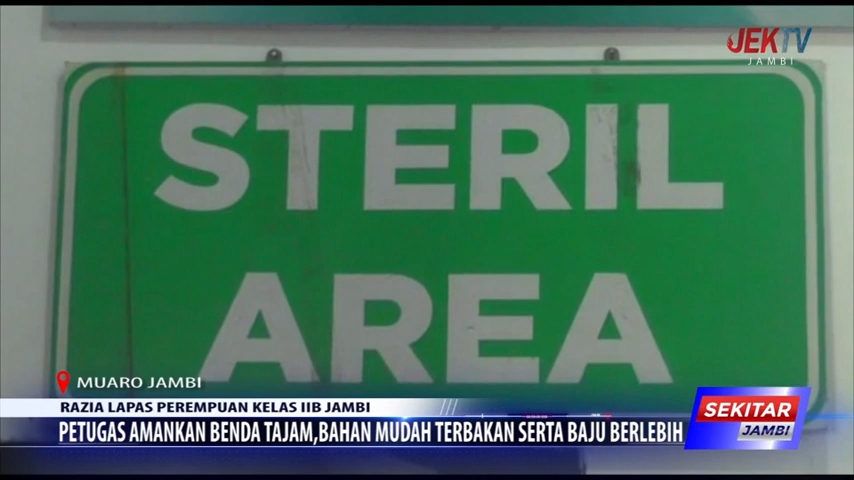 JEKTV
JAMBI
STERIL
AREA
MUARO JAMBI
RAZIA LAPAS PEREMPUAN KELAS IIB JAMBI
PETUGAS AMANKAN BENDA TAJAM,BAHAN MUDAH TERBAKAN SERTA BAJU BERLEBIH
SEKITAR
JAMBI